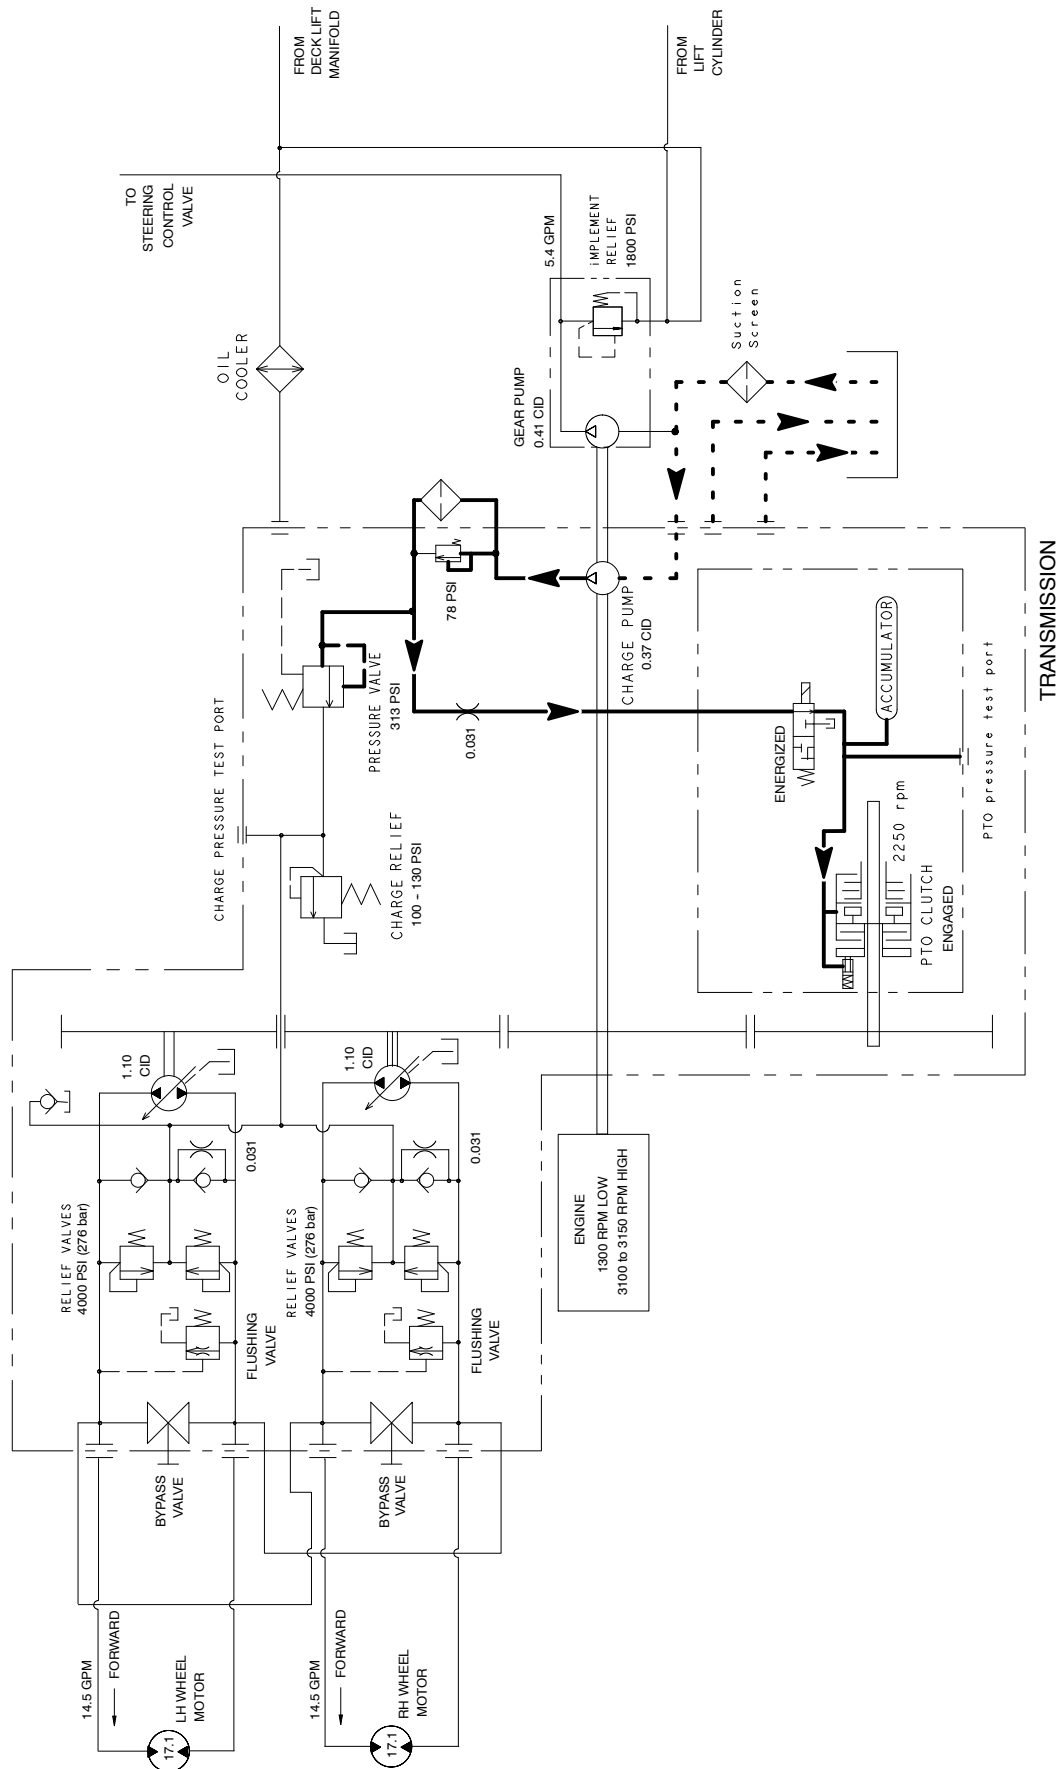 FROM
DECK LIFT
MANIFOLD
FROM
LIFT
CYLINDER
TO
STEERING
CONTROL
VALVE
5.4 GPM
iMPLEMENT
RELIEF
1800 PSI
OIL
COOLER
Suction
Screen
GEAR PUMP
0.41 CID
78 PSI
CHARGE PUMP
0.37 CID
PRESSURE VALVE
313 PSI
CHARGE PRESSURE TEST PORT
0.031
ACCUMULATOR
ENERGIZED
PTO pressure test port
TRANSMISSION
CHARGE RELIEF
100 - 130 PSI
2250 rpm
PTO CLUTCH
ENGAGED
1.10
CID
1.10
CID
0.031
0.031
RELIEF VALVES
4000 PSI (276 bar)
RELIEF VALVES
4000 PSI (276 bar)
ENGINE
1300 RPM LOW
3100 to 3150 RPM HIGH
FLUSHING
VALVE
FLUSHING
VALVE
BYPASS
VALVE
BYPASS
VALVE
14.5 GPM
FORWARD
LH WHEEL
MOTOR
17.1
14.5 GPM
FORWARD
RH WHEEL
MOTOR
17.1